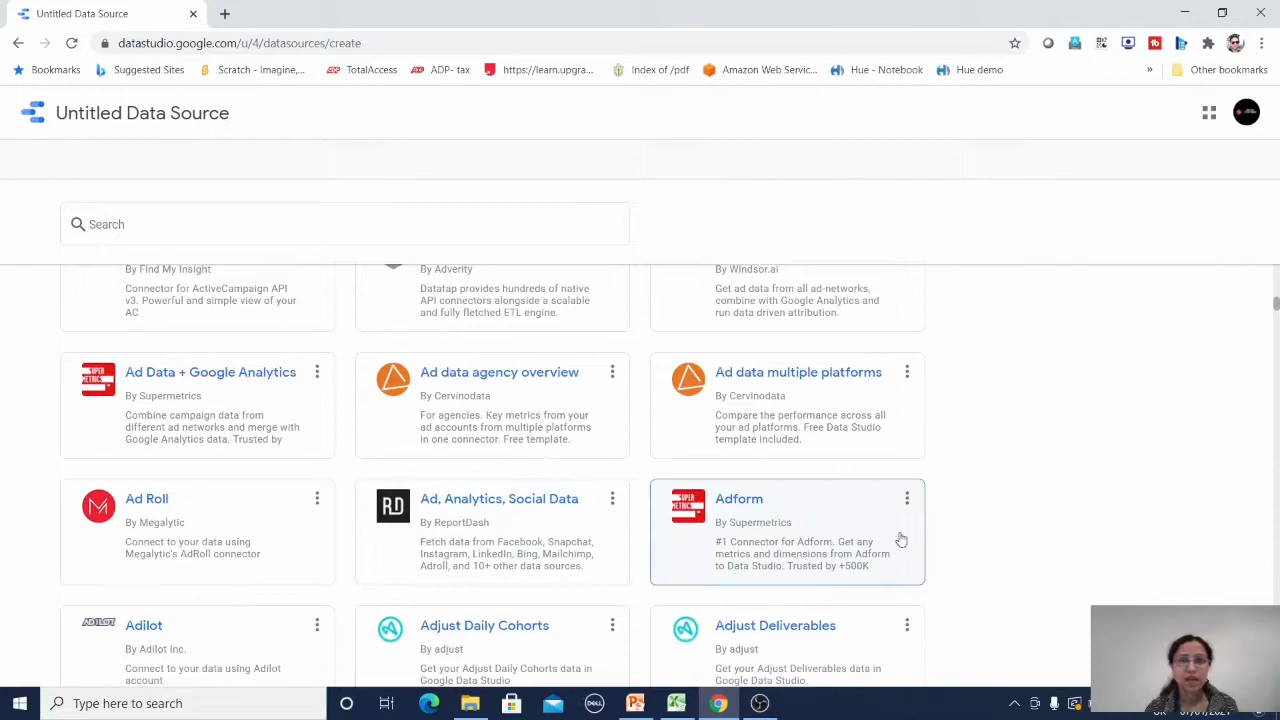 Untitled Data Source
datastudio.google.com/u/4/datasources/create
Bookmarks
Suggested Sites
Scratch - Imagine,...
TotalAccess
ADP- tax
https://learn.upgra...
Index of /pdf
Amazon Web Servic...
Hue - Notebook
Hue demo
»
Other bookmarks
Untitled Data Source
Search
By Find My Insight
Connector for ActiveCampaign API
v3. Powerful and simple view of your
AC
By Adverity
Datatap provides hundreds of native
API connectors alongside a scalable
and fully fletched ETL engine.
By Windsor.ai
Get ad data from all ad-networks,
combine with Google Analytics and
run data driven attribution.
SUPER
METRICS
Ad Data + Google Analytics
By Supermetrics
Combine campaign data from
different ad networks and merge with
Google Analytics data. Trusted by
Ad data agency overview
By Cervinodata
For agencies. Key metrics from your
ad accounts from multiple platforms
in one connector. Free template.
Ad data multiple platforms
By Cervinodata
Compare the performance across all
your ad platforms. Free Data Studio
template included.
Ad Roll
By Megalytic
Connect to your data using
Megalytic's AdRoll connector
RD
Ad, Analytics, Social Data
By ReportDash
Fetch data from Facebook, Snapchat,
Instagram, LinkedIn, Bing, Mailchimp,
Adroll, and 10+ other data sources.
SUPER
METRICS
Adform
By Supermetrics
#1 Connector for Adform. Get any
metrics and dimensions from Adform
to Data Studio. Trusted by +500K
ADILOT
Adilot
By Adilot Inc.
Connect to your data using Adilot
account
Adjust Daily Cohorts
By adjust
Get your Adjust Daily Cohorts data in
Google Data Studio.
Adjust Deliverables
By adjust
Get your Adjust Deliverables data in
Google Data Studio.
Type here to search
DELL